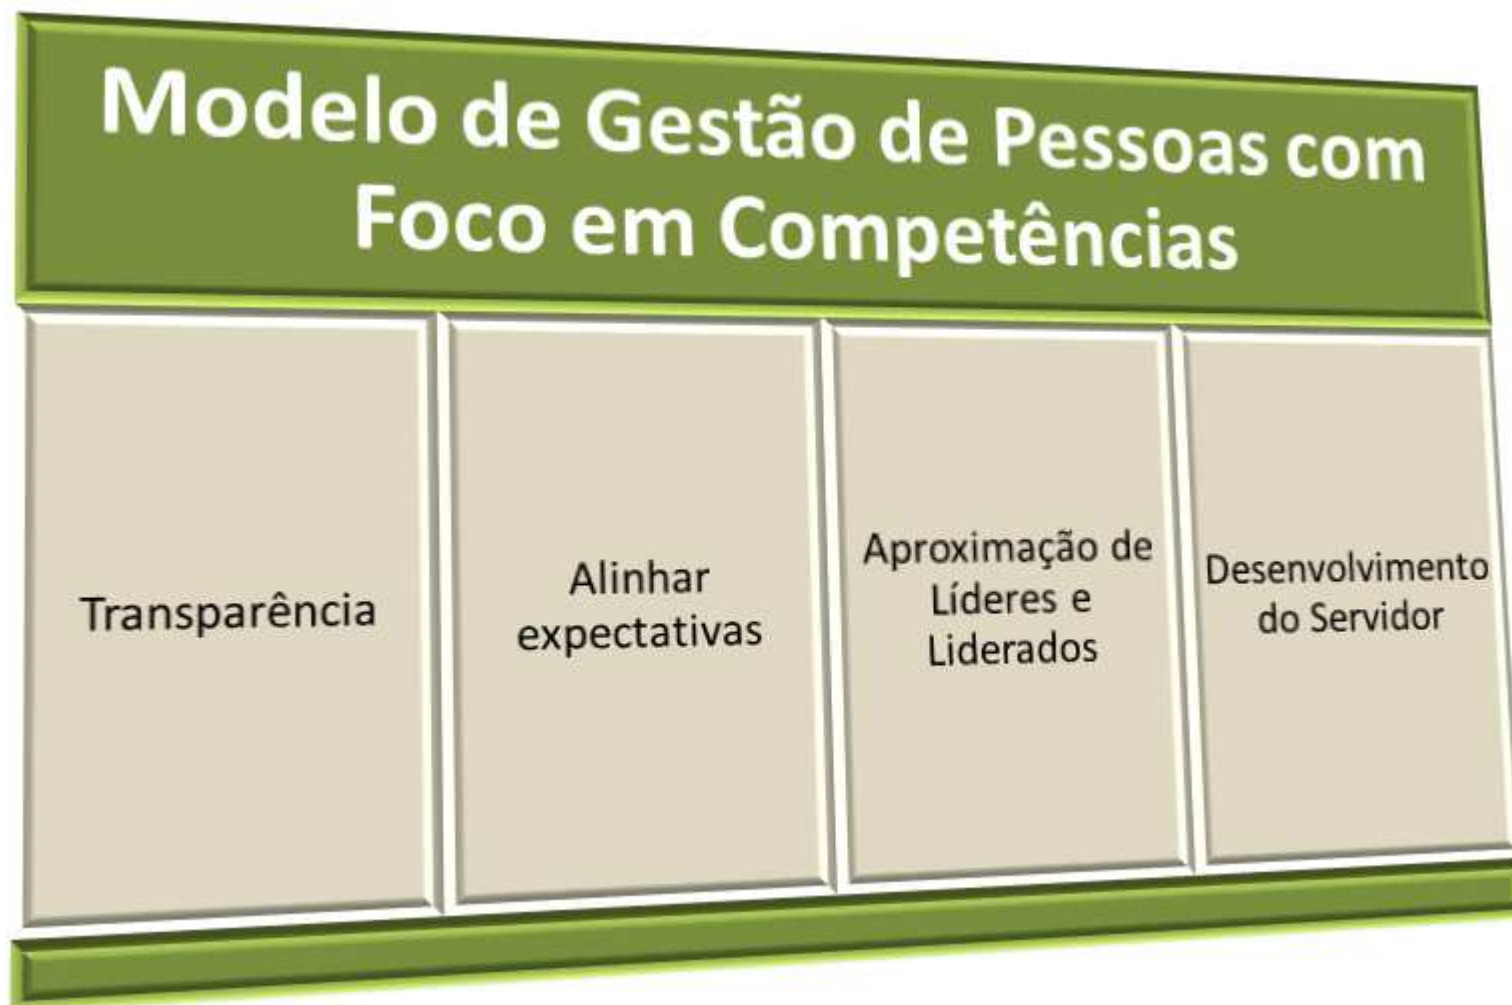 Modelo de Gestão de Pessoas com
Foco em Competências
Transparência
Alinhar
expectativas
Aproximação de
Líderes e
Liderados
Desenvolvimento
do Servidor